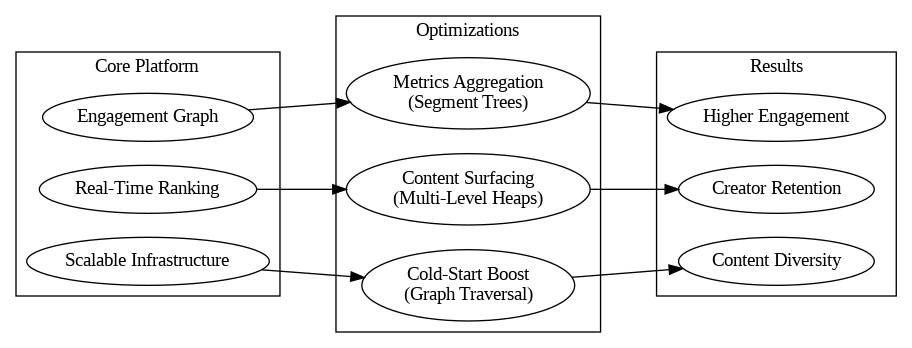 Core Platform
Engagement Graph
Real-Time Ranking
Scalable Infrastructure
Optimizations
Metrics Aggregation
(Segment Trees)
Content Surfacing
(Multi-Level Heaps)
Cold-Start Boost
(Graph Traversal)
Results
Higher Engagement
Creator Retention
Content Diversity